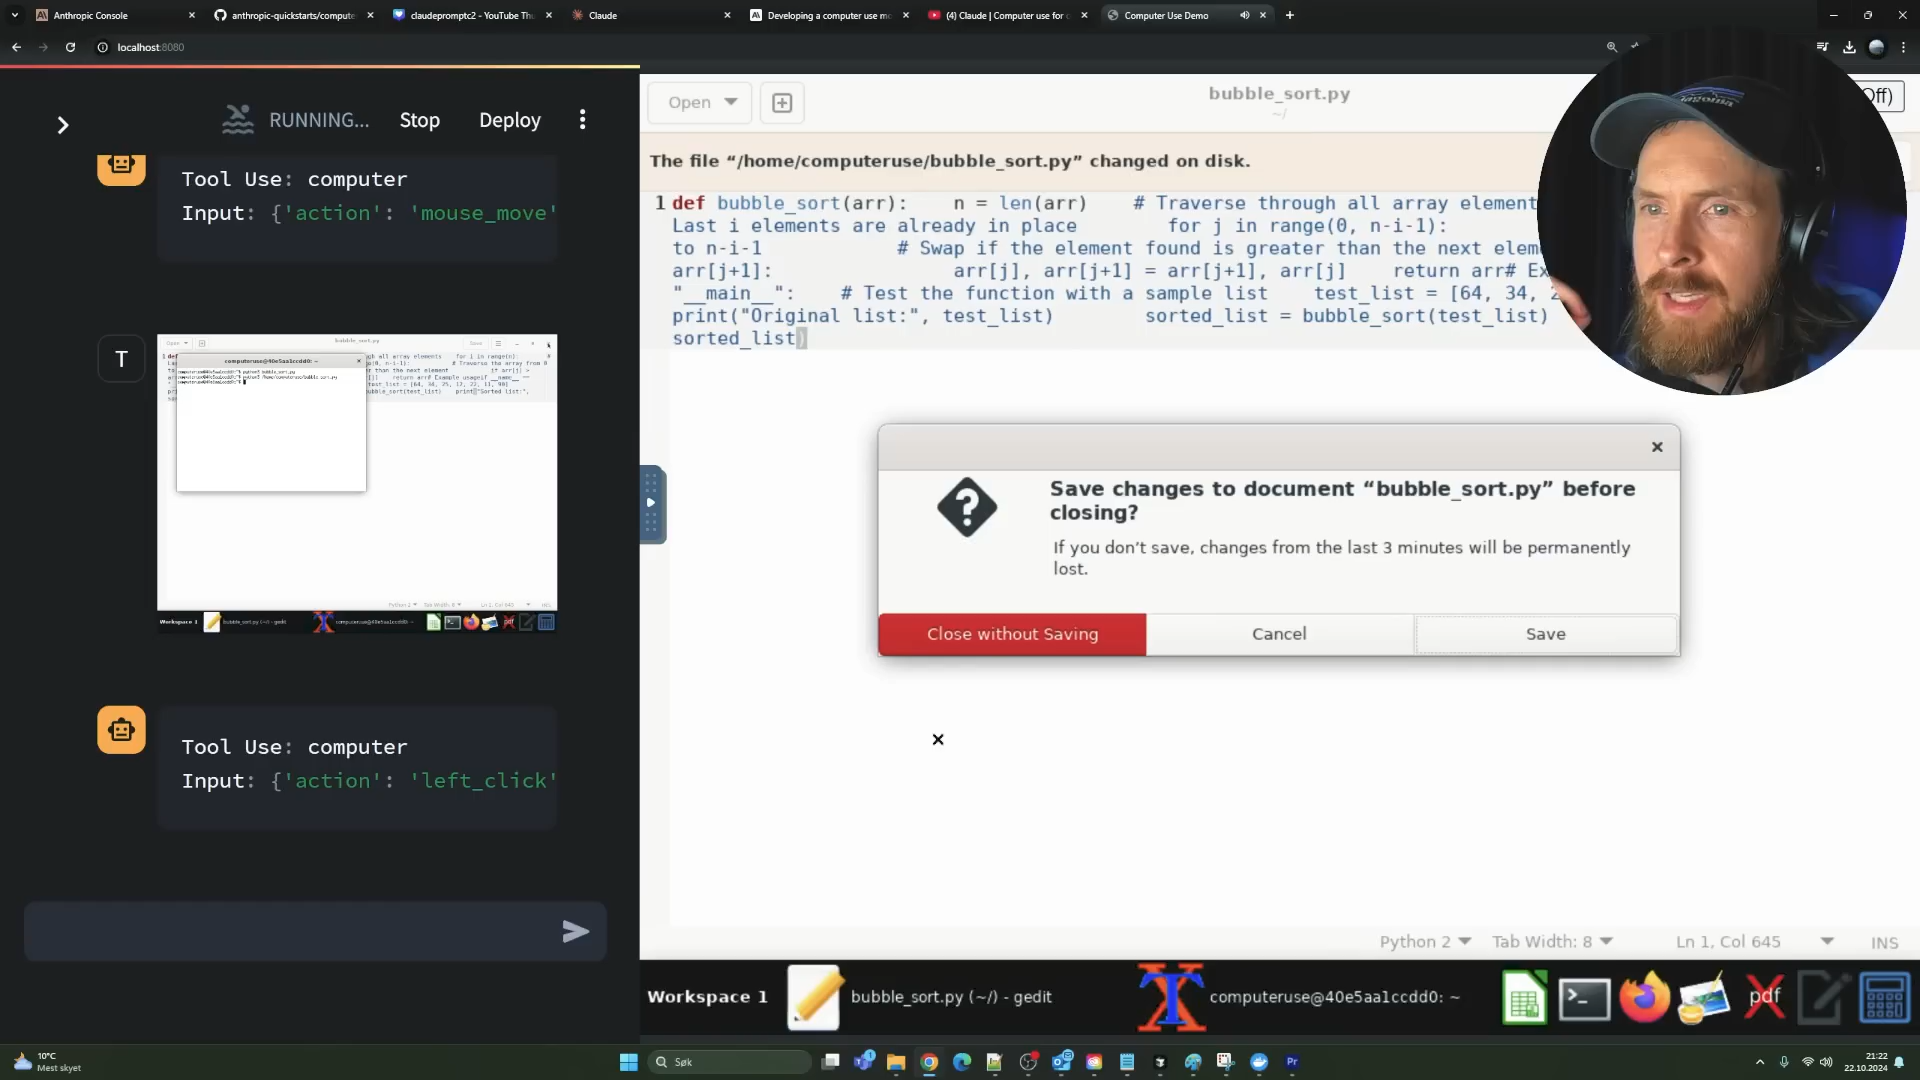 Anthropic Console
anthropic-quickstarts/compute
claudepromptc2 - YouTube Thu
Claude
Developing a computer use mo
(4) Claude | Computer use for
Computer Use Demo
localhost:8080
RUNNING...
Stop
Deploy
Tool Use: computer
Input: {'action': 'mouse_move'
T
Tool Use: computer
Input: {'action': 'left_click'
Open
bubble_sort.py
~/
Off)
The file “/home/computeruse/bubble_sort.py” changed on disk.
1 def bubble_sort(arr):    n = len(arr)    # Traverse through all array element
Last i elements are already in place        for j in range(0, n-i-1):
to n-i-1            # Swap if the element found is greater than the next elem
arr[j+1]:                arr[j], arr[j+1] = arr[j+1], arr[j]    return arr# Ex
"__main__":    # Test the function with a sample list    test_list = [64, 34, 2
print("Original list:", test_list)        sorted_list = bubble_sort(test_list)
sorted_list)
Save changes to document “bubble_sort.py” before
closing?
If you don’t save, changes from the last 3 minutes will be permanently
lost.
Close without Saving
Cancel
Save
Python 2
Tab Width: 8
Ln 1, Col 645
INS
Workspace 1
bubble_sort.py (~/) - gedit
computeruse@40e5aa1ccdd0: ~
pdf
10°C
Mest skyet
Søk
Pr
21:22
22.10.2024